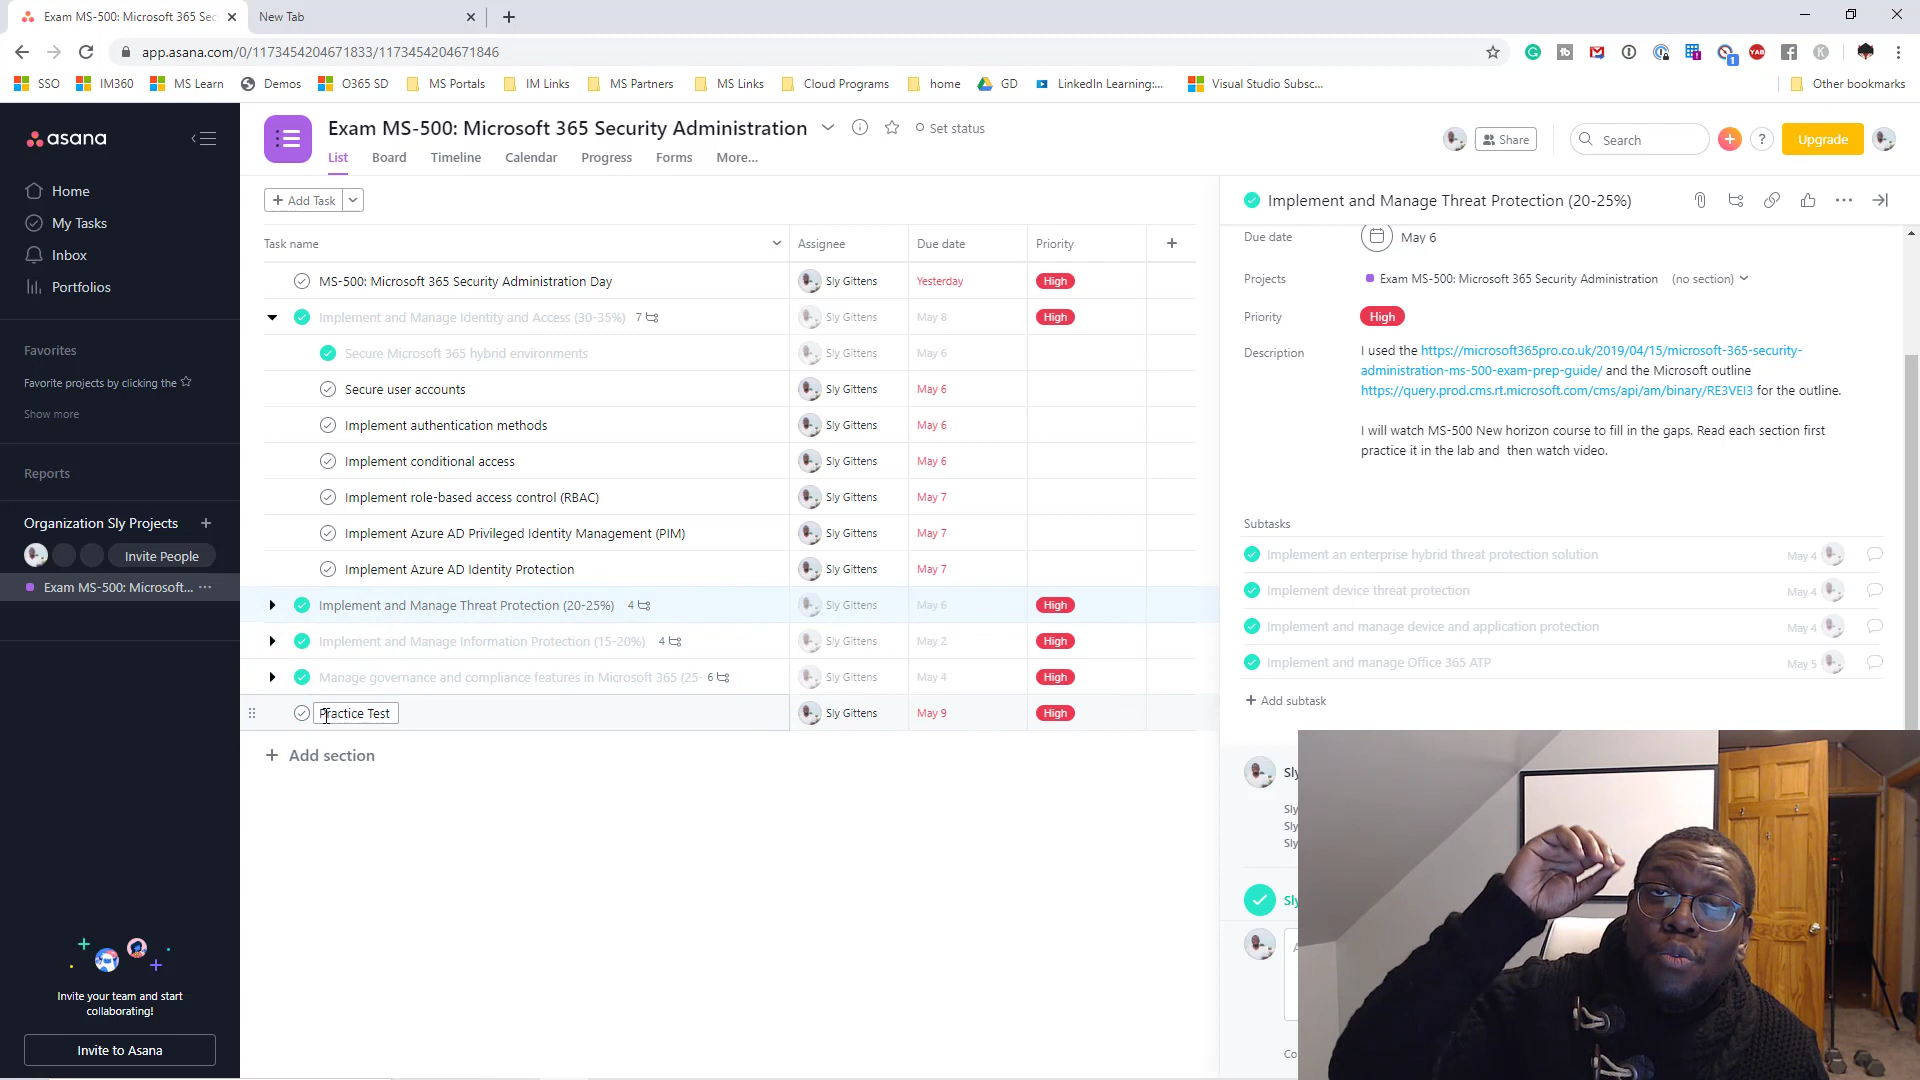 Exam MS-500: Microsoft 365 Sec
New Tab
app.asana.com/0/1173454204671833/1173454204671846
SSO
IM360
MS Learn
Demos
O365 SD
MS Portals
IM Links
MS Partners
MS Links
Cloud Programs
home
GD
LinkedIn Learning:...
Visual Studio Subsc...
Other bookmarks
asana
Home
My Tasks
Inbox
Portfolios
Favorites
Favorite projects by clicking the
Show more
Reports
Organization Sly Projects
Invite People
Exam MS-500: Microsoft... ...
Invite your team and start
collaborating!
Invite to Asana
Exam MS-500: Microsoft 365 Security Administration
Set status
List Board Timeline Calendar Progress Forms More...
Share
Search
?
Upgrade
+ Add Task
Task name Assignee Due date Priority +
MS-500: Microsoft 365 Security Administration Day Sly Gittens Yesterday High
Implement and Manage Identity and Access (30-35%) 7 Sly Gittens May 8 High
Secure Microsoft 365 hybrid environments Sly Gittens May 6
Secure user accounts Sly Gittens May 6
Implement authentication methods Sly Gittens May 6
Implement conditional access Sly Gittens May 6
Implement role-based access control (RBAC) Sly Gittens May 7
Implement Azure AD Privileged Identity Management (PIM) Sly Gittens May 7
Implement Azure AD Identity Protection Sly Gittens May 7
Implement and Manage Threat Protection (20-25%) 4 Sly Gittens May 6 High
Implement and Manage Information Protection (15-20%) 4 Sly Gittens May 2 High
Manage governance and compliance features in Microsoft 365 (25- 6 Sly Gittens May 4 High
Practice Test Sly Gittens May 9 High
+ Add section
Implement and Manage Threat Protection (20-25%)
Due date May 6
Projects Exam MS-500: Microsoft 365 Security Administration (no section)
Priority High
Description I used the https://microsoft365pro.co.uk/2019/04/15/microsoft-365-security-
administration-ms-500-exam-prep-guide/ and the Microsoft outline
https://query.prod.cms.rt.microsoft.com/cms/api/am/binary/RE3VEI3 for the outline.
I will watch MS-500 New horizon course to fill in the gaps. Read each section first
practice it in the lab and then watch video.
Subtasks
Implement an enterprise hybrid threat protection solution May 4
Implement device threat protection May 4
Implement and manage device and application protection May 4
Implement and manage Office 365 ATP May 5
+ Add subtask
Sly
Sly
Sly
Sly
Sly
Co